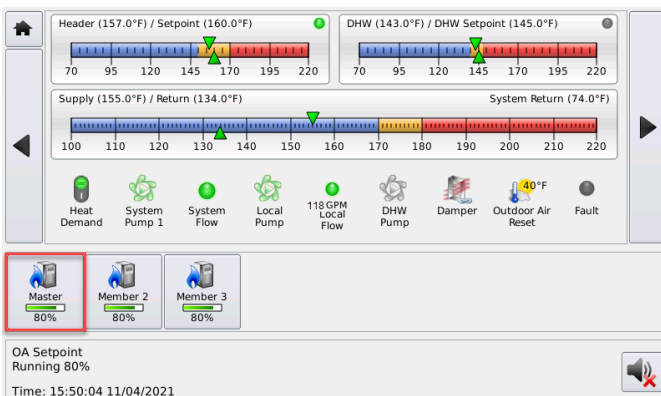 Header (157.0°F) / Setpoint (160.0°F)
70 95 120 145 170 195 220
DHW (143.0°F) / DHW Setpoint (145.0°F)
70 95 120 145 170 195 220
Supply (155.0°F) / Return (134.0°F) System Return (74.0°F)
100 110 120 130 140 150 160 170 180 190 200 210 220
Heat
Demand
System
Pump 1
System
Flow
Local
Pump
118 GPM
Local
Flow
DHW
Pump
Damper
40°F
Outdoor Air
Reset
Fault
Master
80%
Member 2
80%
Member 3
80%
OA Setpoint
Running 80%
Time: 15:50:04 11/04/2021